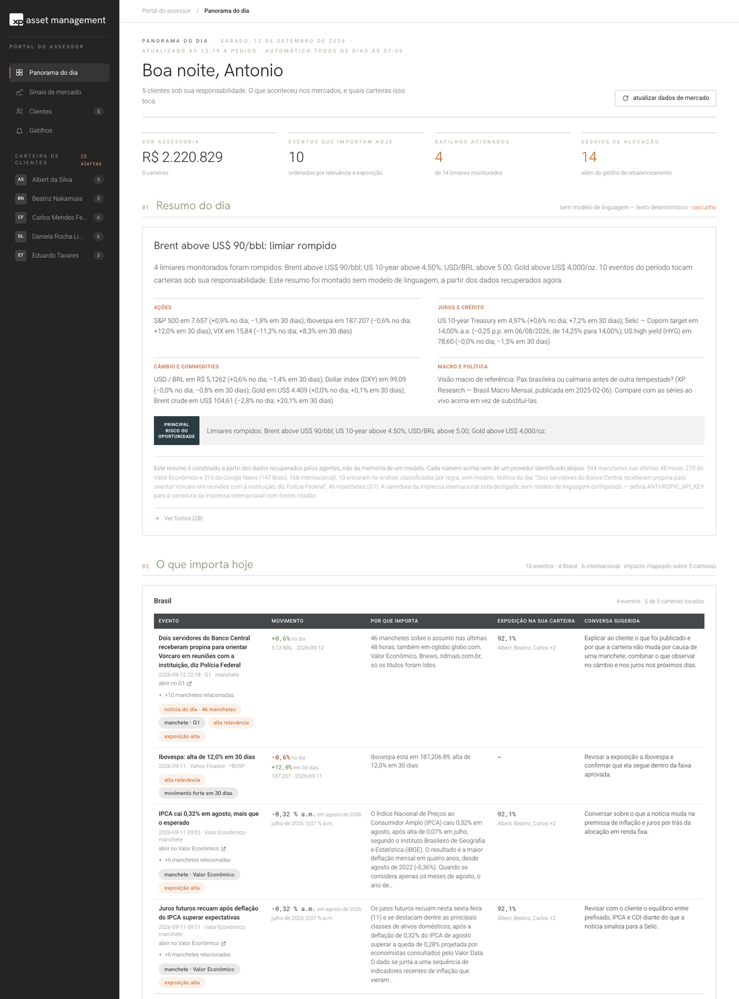 xp asset management
PORTAL DO ASSESSOR
Panorama do dia
Sinais de mercado
Clientes 5
Gatilhos
CARTEIRA DE CLIENTES 25 alertas
AS Albert da Silva 5
BN Beatriz Nakamura 5
CF Carlos Mendes Fe... 6
DL Daniela Rocha Li... 6
ET Eduardo Tavares 3
Portal do assessor / Panorama do dia
PANORAMA DO DIA · SÁBADO, 12 DE SETEMBRO DE 2026 ·
ATUALIZADO ÀS 13:19 A PEDIDO · AUTOMÁTICO TODOS OS DIAS ÀS 07:00
Boa noite, Antonio
5 clientes sob sua responsabilidade. O que aconteceu nos mercados, e quais carteiras isso
toca.
atualizar dados de mercado
SOB ASSESSORIA
R$ 2.220.829
5 carteiras
EVENTOS QUE IMPORTAM HOJE
10
ordenados por relevância e exposição
GATILHOS ACIONADOS
4
de 14 limiares monitorados
DESVIOS DE ALOCAÇÃO
14
além do gatilho de rebalanceamento
01 Resumo do dia
sem modelo de linguagem — texto determinístico · rascunho
Brent above US$ 90/bbl: limiar rompido
4 limiares monitorados foram rompidos: Brent above US$ 90/bbl; US 10-year above 4.50%; USD/BRL above 5.00; Gold above US$ 4,000/oz. 10 eventos do período tocam
carteiras sob sua responsabilidade. Este resumo foi montado sem modelo de linguagem, a partir dos dados recuperados agora.
AÇÕES
S&P 500 em 7.657 (+0,9% no dia; −1,8% em 30 dias); Ibovespa em 187.207 (−0,6% no dia;
+12,0% em 30 dias); VIX em 15,84 (−11,2% no dia; +8,3% em 30 dias)
JUROS E CRÉDITO
US 10-year Treasury em 4,97% (+0,6% no dia; +7,2% em 30 dias); Selic — Copom target em
14,00% a.a. (−0,25 p.p. em 06/08/2026, de 14,25% para 14,00%); US high yield (HYG) em
78,60 (−0,0% no dia; −1,5% em 30 dias)
CÂMBIO E COMMODITIES
USD / BRL em R$ 5,1262 (+0,6% no dia; −1,4% em 30 dias); Dollar index (DXY) em 99,09
(−0,0% no dia; −0,8% em 30 dias); Gold em US$ 4.409 (+0,0% no dia; +0,1% em 30 dias);
Brent crude em US$ 104,61 (−2,8% no dia; +20,1% em 30 dias)
MACRO E POLÍTICA
Visão macro de referência: Pax brasileira ou calmaria antes de outra tempestade? (XP
Research — Brasil Macro Mensal, publicada em 2025-02-06). Compare com as séries ao
vivo acima em vez de substituí-las.
PRINCIPAL
RISCO OU
OPORTUNIDADE
Limiares rompidos: Brent above US$ 90/bbl; US 10-year above 4.50%; USD/BRL above 5.00; Gold above US$ 4,000/oz.
Este resumo é construído a partir dos dados recuperados pelos agentes, não da memória de um modelo. Cada número acima vem de um provedor identificado abaixo. 544 manchetes nas últimas 48 horas: 270 do
Valor Econômico e 315 do Google News (147 Brasil, 168 internacional); 10 entraram na análise, classificadas por regra, sem modelo. Notícia do dia: “Dois servidores do Banco Central receberam propina para
orientar Vorcaro em reuniões com a instituição, diz Polícia Federal”, 46 manchetes (G1). A varredura da imprensa internacional está desligada: sem modelo de linguagem configurado — defina ANTHROPIC_API_KEY
para a varredura da imprensa internacional com fontes citadas.
+ Ver fontes (28)
02 O que importa hoje
10 eventos · 4 Brasil · 6 internacional · impacto mapeado sobre 5 carteiras
Brasil
4 eventos · 5 de 5 carteiras tocadas
EVENTO MOVIMENTO POR QUE IMPORTA EXPOSIÇÃO NA SUA CARTEIRA CONVERSA SUGERIDA
Dois servidores do Banco Central
receberam propina para orientar
Vorcaro em reuniões com a
instituição, diz Polícia Federal
2026-09-12 22:18 · G1 · manchete
abrir no G1
+ +10 manchetes relacionadas
notícia do dia · 46 manchetes
manchete · G1 alta relevância
exposição alta
+0,6% no dia
5,13 BRL · 2026-09-12
46 manchetes sobre o assunto nas últimas
48 horas, também em oglobo.globo.com,
Valor Econômico, Bnews, ndmais.com.br;
só os títulos foram lidos.
92,1%
Albert, Beatriz, Carlos +2
Explicar ao cliente o que foi publicado e
por que a carteira não muda por causa de
uma manchete; combinar o que observar
no câmbio e nos juros nos próximos dias.
Ibovespa: alta de 12,0% em 30 dias
2026-09-11 · Yahoo Finance · ^BVSP
alta relevância
movimento forte em 30 dias
−0,6% no dia
+12,0% em 30 dias
187.207 · 2026-09-11
Ibovespa está em 187,206.89, alta de
12,0% em 30 dias.
—
Revisar a exposição a Ibovespa e
confirmar que ela segue dentro da faixa
aprovada.
IPCA cai 0,32% em agosto, mais que
o esperado
2026-09-11 09:03 · Valor Econômico ·
manchete
abrir no Valor Econômico
+ +6 manchetes relacionadas
manchete · Valor Econômico
exposição alta
−0,32 % a.m. em agosto de 2026
julho de 2026: 0,07 % a.m.
O Índice Nacional de Preços ao
Consumidor Amplo (IPCA) caiu 0,32% em
agosto, após alta de 0,07% em julho,
segundo o Instituto Brasileiro de Geografia
e Estatística (IBGE). O resultado é a maior
deflação mensal em quatro anos, desde
agosto de 2022 (-0,36%). Quando se
considera apenas os meses de agosto, o
ano de...
92,1%
Albert, Beatriz, Carlos +2
Conversar sobre o que a notícia muda na
premissa de inflação e juros por trás da
alocação em renda fixa.
Juros futuros recuam após deflação
do IPCA superar expectativas
2026-09-11 09:51 · Valor Econômico ·
manchete
abrir no Valor Econômico
+ +6 manchetes relacionadas
manchete · Valor Econômico
exposição alta
−0,32 % a.m. em agosto de 2026
julho de 2026: 0,07 % a.m.
Os juros futuros recuam nesta sexta-feira
(11) e se destacam dentre as principais
classes de ativos domésticos, após a
deflação de 0,32% do IPCA de agosto
superar a queda de 0,28% projetada por
economistas consultados pelo Valor Data.
O dado se junta a uma sequência de
indicadores recentes de inflação que
vieram...
92,1%
Albert, Beatriz, Carlos +2
Revisar com o cliente o equilíbrio entre
prefixado, IPCA e CDI diante do que a
notícia sinaliza para a Selic.